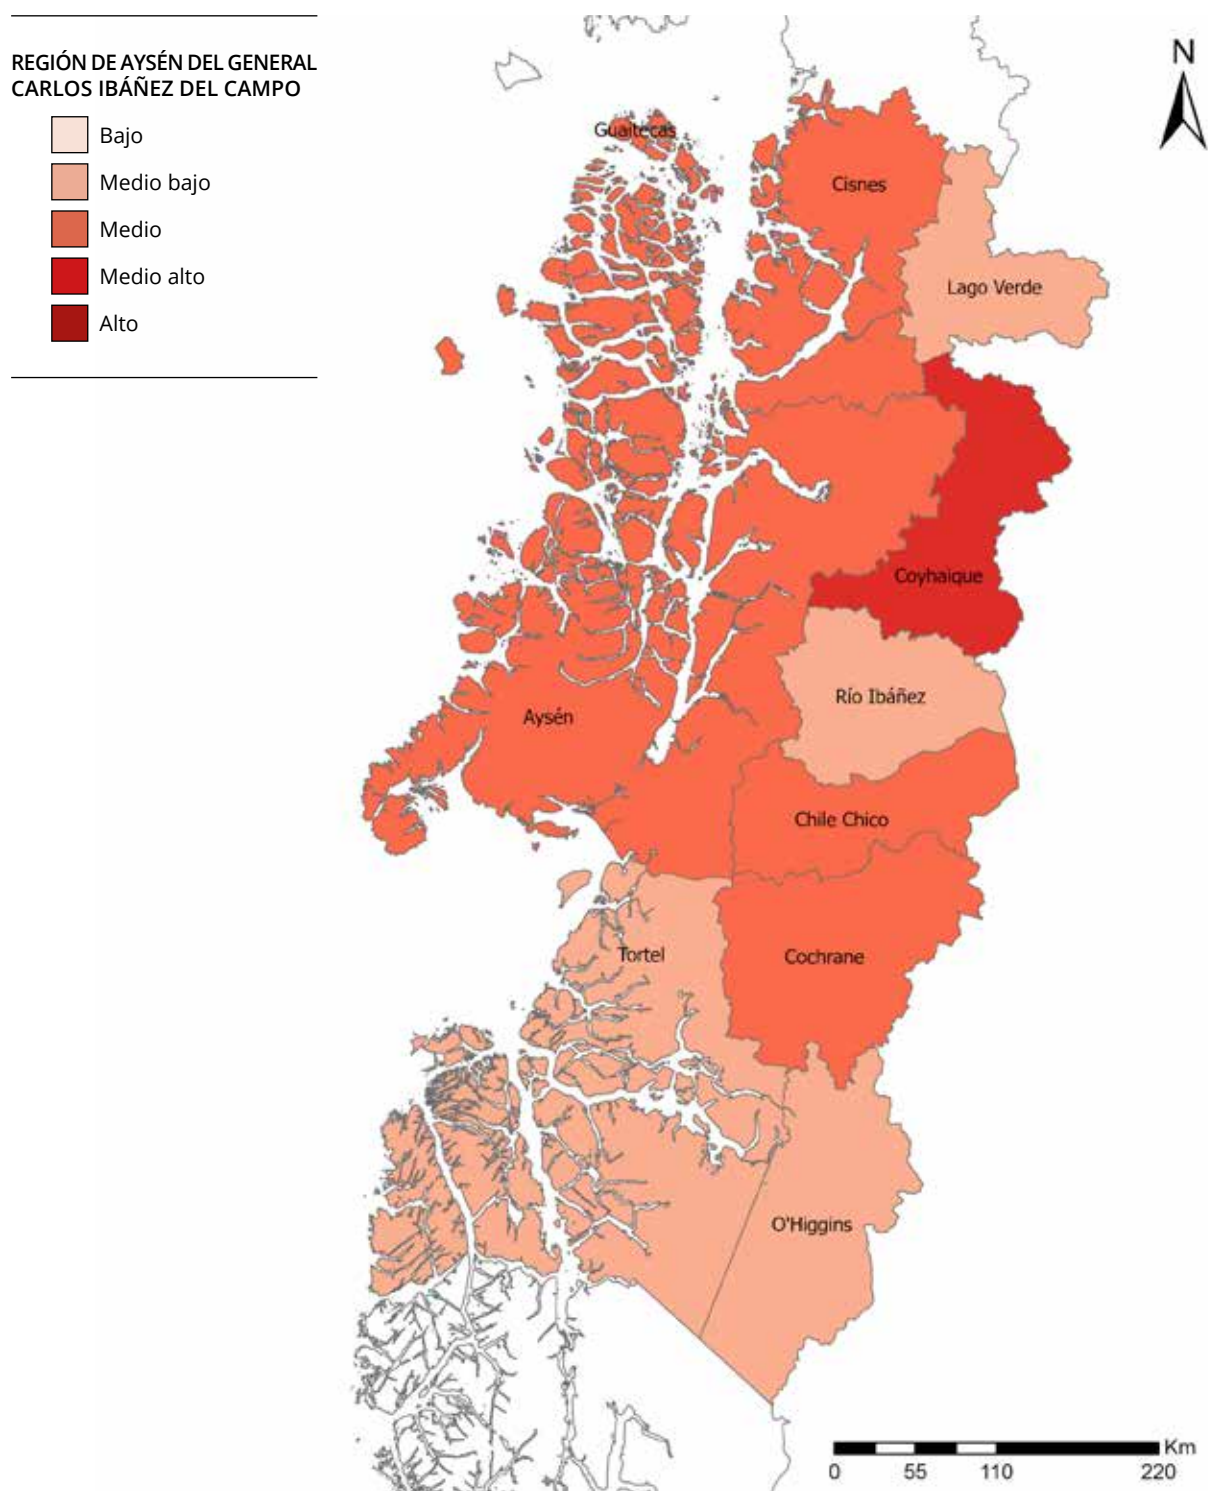 REGIÓN DE AYSÉN DEL GENERAL
CARLOS IBÁÑEZ DEL CAMPO
Bajo
Medio bajo
Medio
Medio alto
Alto
N
Guaitecas
Cisnes
Lago Verde
Coyhaique
Río Ibáñez
Aysén
Chile Chico
Tortel
Cochrane
O'Higgins
Km
0 55 110 220